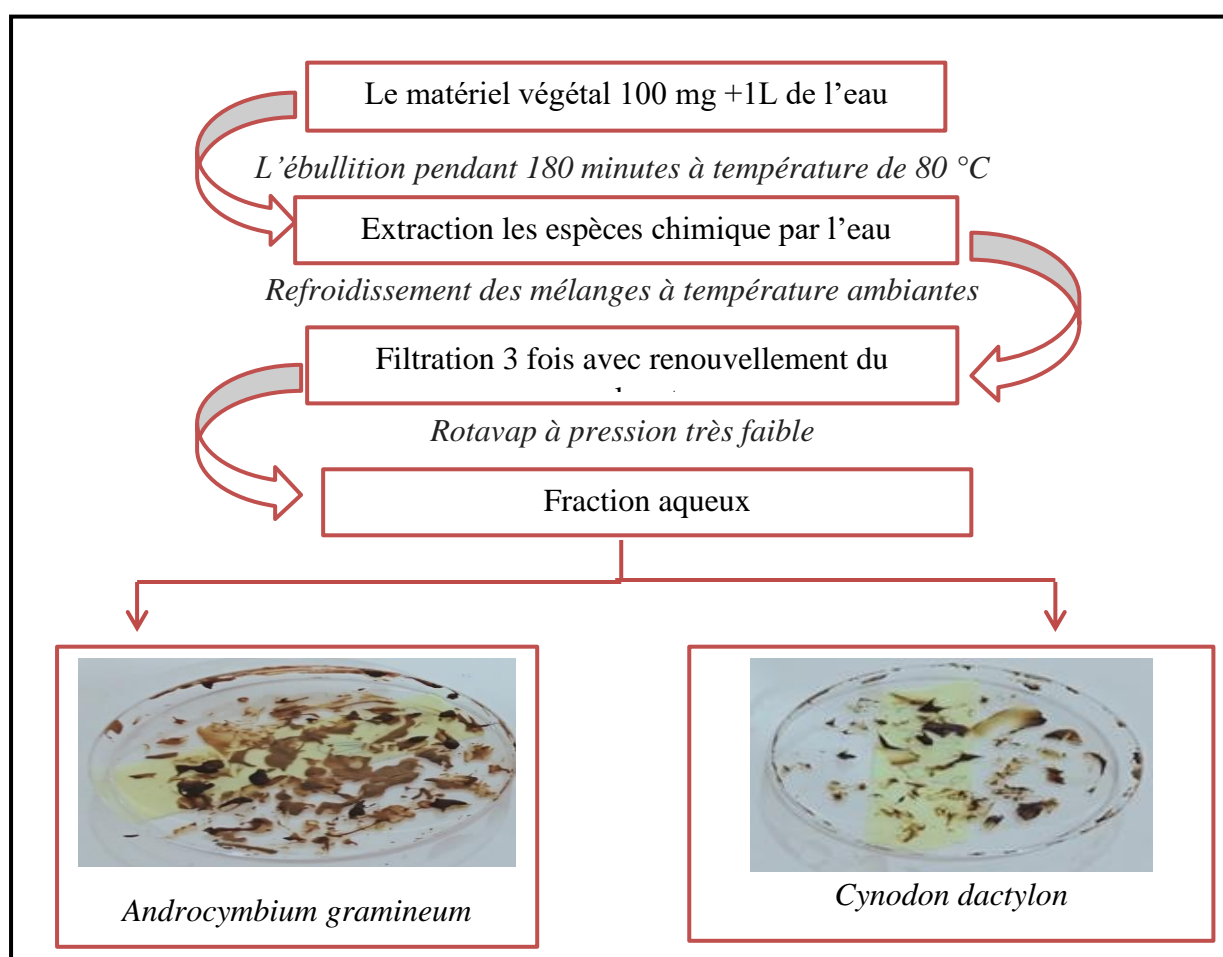 Le matériel végétal 100 mg +1L de l’eau
L’ébullition pendant 180 minutes à température de 80 °C
Extraction les espèces chimique par l’eau
Refroidissement des mélanges à température ambiantes
Filtration 3 fois avec renouvellement du
Rotavap à pression très faible
Fraction aqueux
Androcymbium gramineum
Cynodon dactylon